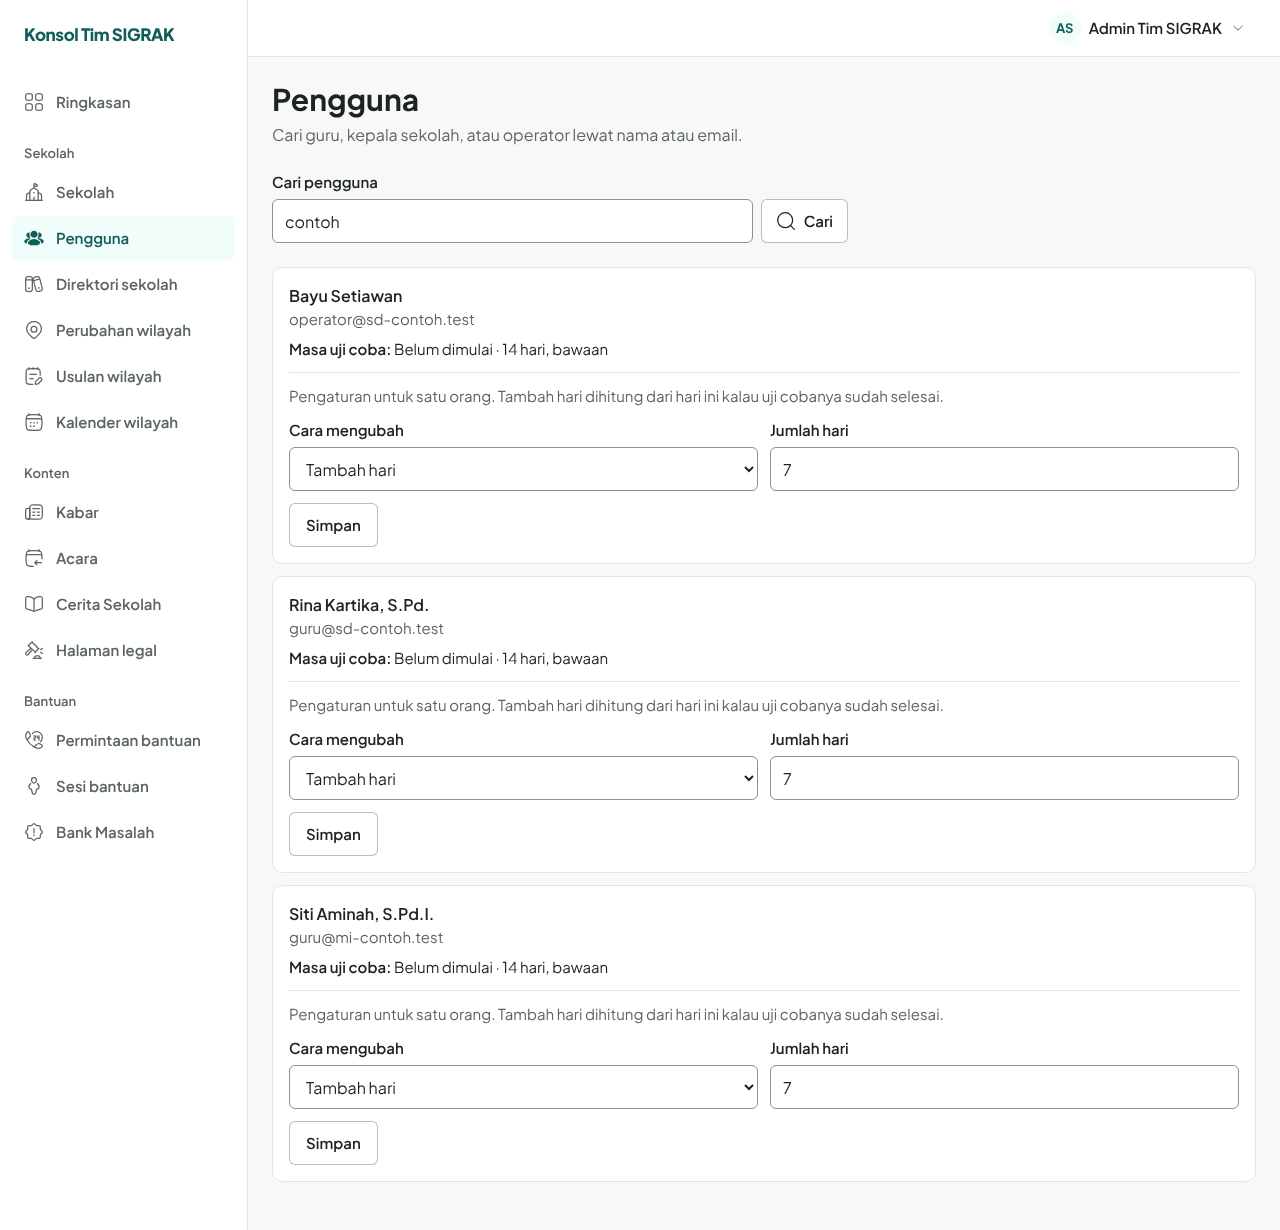 Konsol Tim SIGRAK
AS Admin Tim SIGRAK
Ringkasan
Sekolah
Sekolah
Pengguna
Direktori sekolah
Perubahan wilayah
Usulan wilayah
Kalender wilayah
Konten
Kabar
Acara
Cerita Sekolah
Halaman legal
Bantuan
Permintaan bantuan
Sesi bantuan
Bank Masalah
Pengguna
Cari guru, kepala sekolah, atau operator lewat nama atau email.
Cari pengguna
contoh
Cari
Bayu Setiawan
operator@sd-contoh.test
Masa uji coba: Belum dimulai · 14 hari, bawaan
Pengaturan untuk satu orang. Tambah hari dihitung dari hari ini kalau uji cobanya sudah selesai.
Cara mengubah
Tambah hari
Jumlah hari
7
Simpan
Rina Kartika, S.Pd.
guru@sd-contoh.test
Masa uji coba: Belum dimulai · 14 hari, bawaan
Pengaturan untuk satu orang. Tambah hari dihitung dari hari ini kalau uji cobanya sudah selesai.
Cara mengubah
Tambah hari
Jumlah hari
7
Simpan
Siti Aminah, S.Pd.I.
guru@mi-contoh.test
Masa uji coba: Belum dimulai · 14 hari, bawaan
Pengaturan untuk satu orang. Tambah hari dihitung dari hari ini kalau uji cobanya sudah selesai.
Cara mengubah
Tambah hari
Jumlah hari
7
Simpan